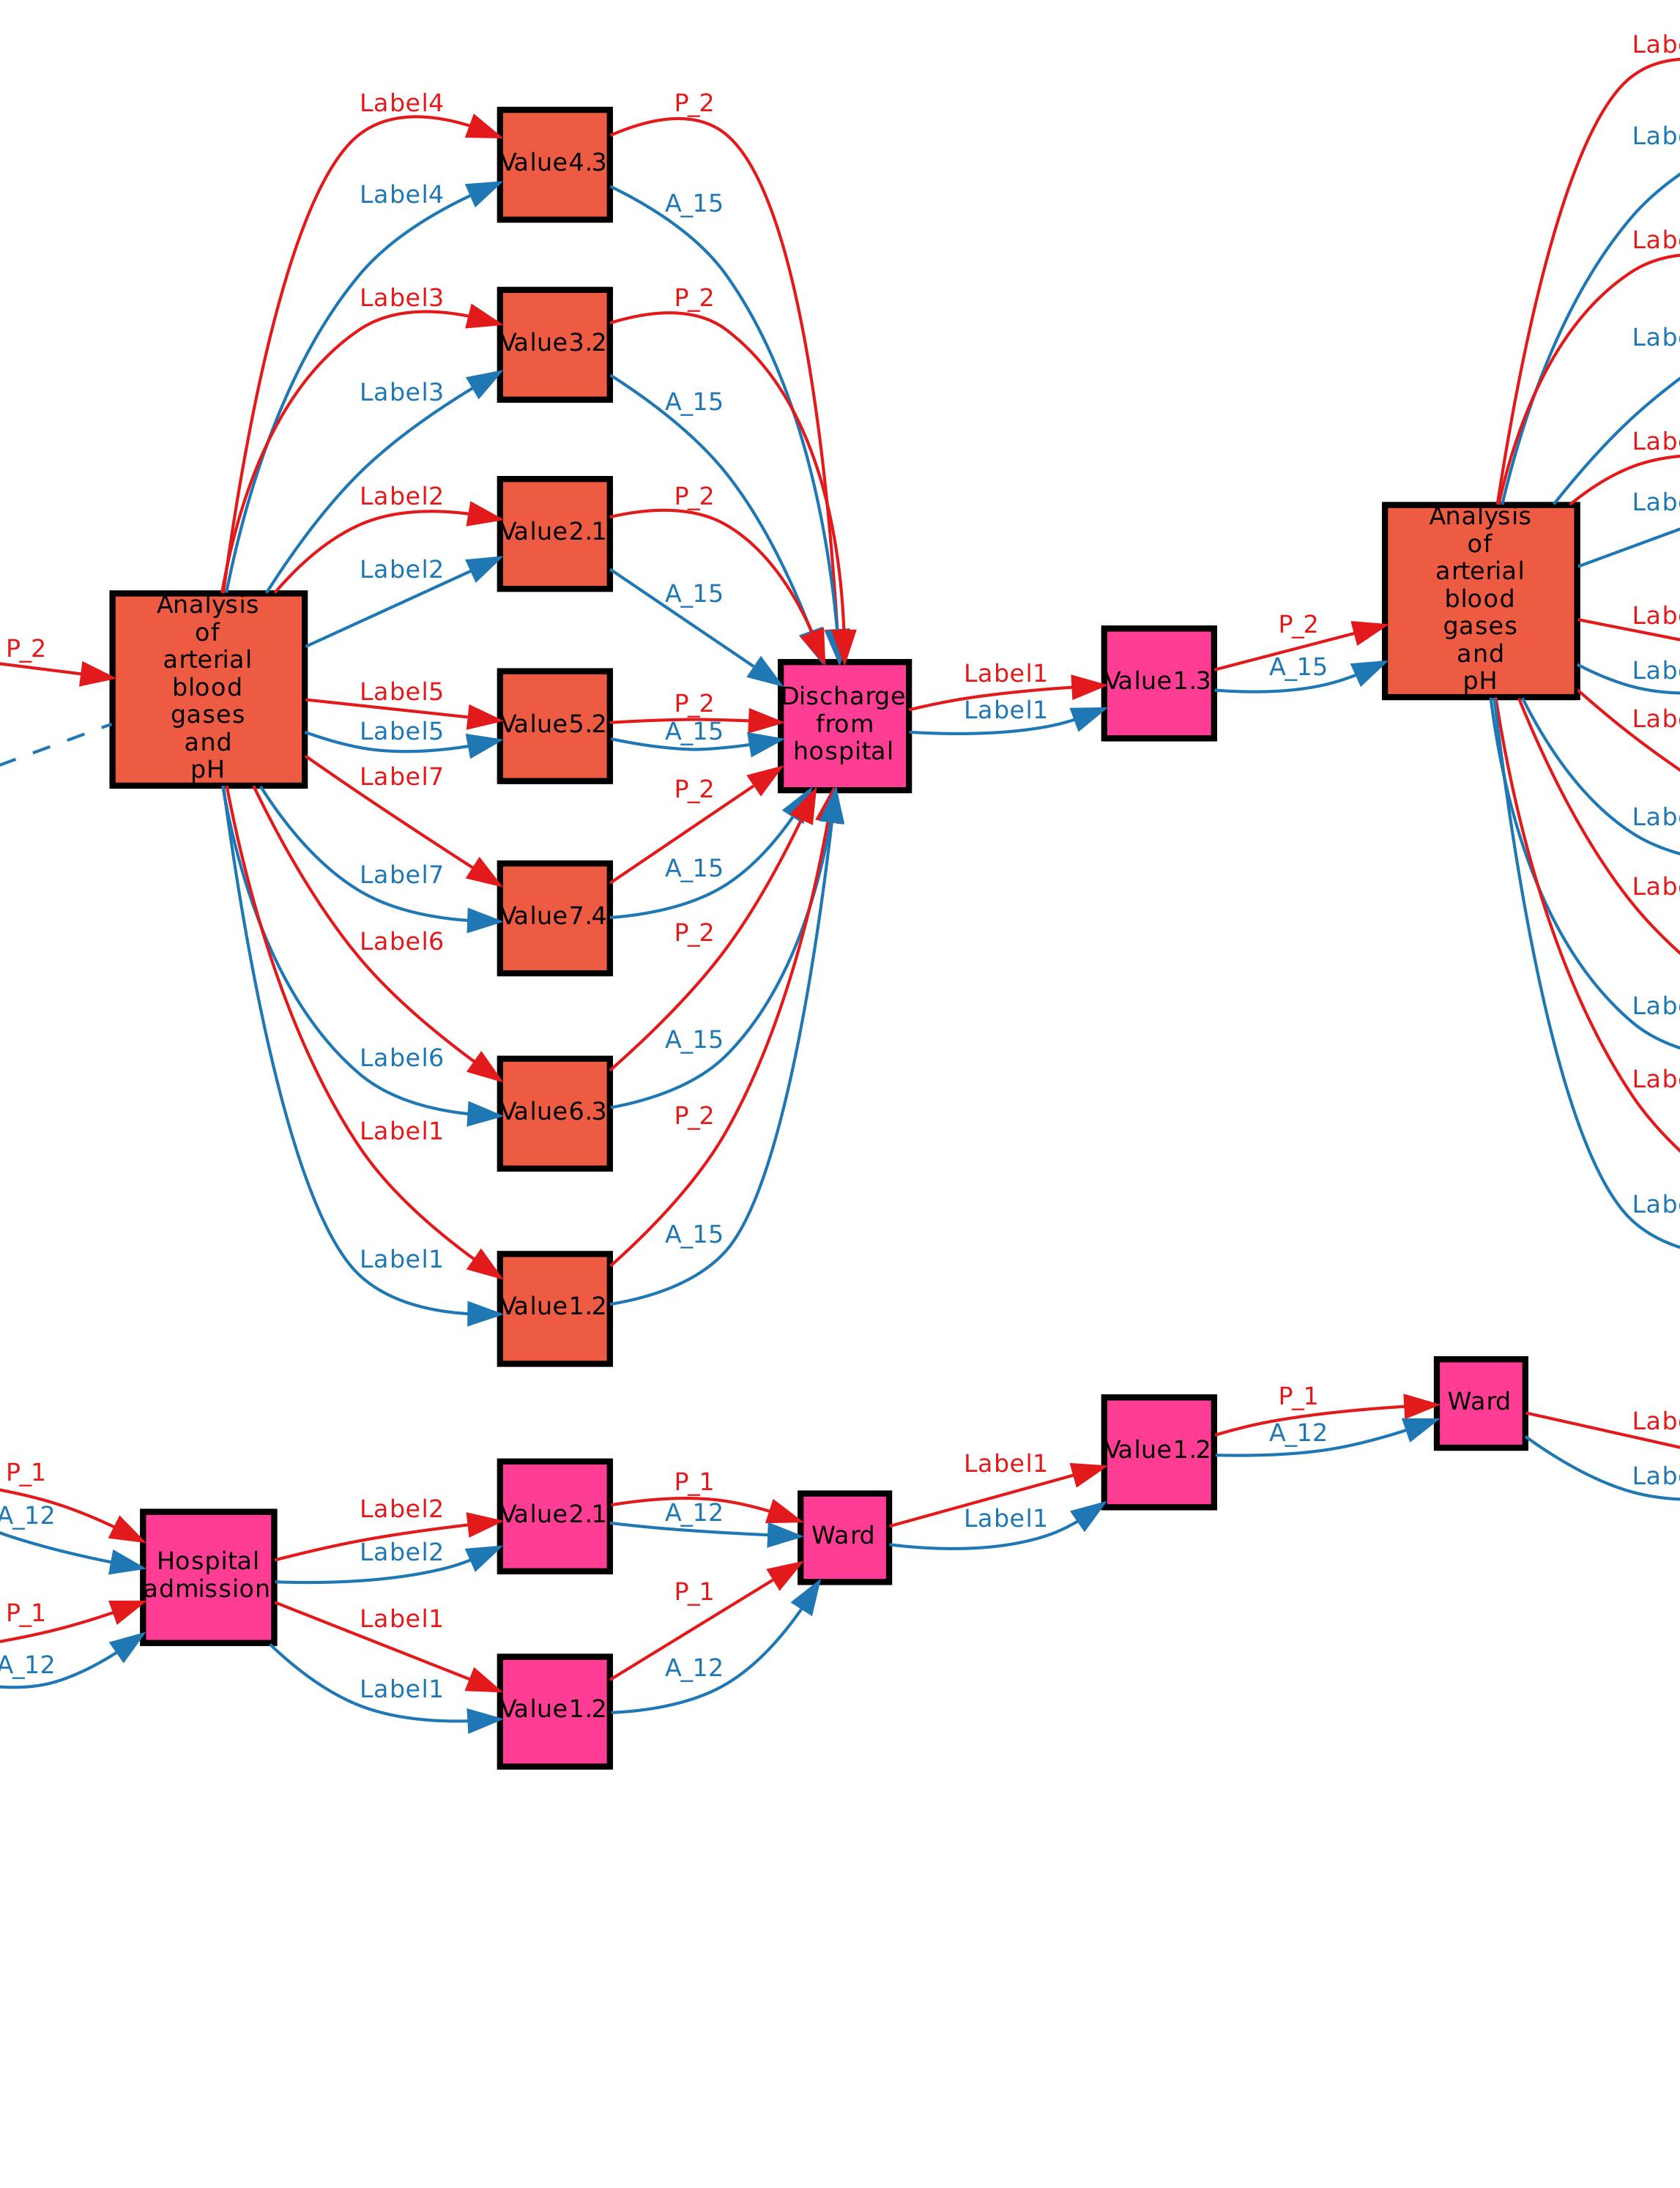 Labe
Label4
P_2
Labe
Value4.3
Label4
A_15
Labe
Label3
P_2
Labe
Value3.2
Label3
A_15
Labe
Label2
P_2
Labe
Value2.1
Label2
A_15
Analysis
of
arterial
blood
gases
and
pH
Analysis
of
arterial
blood
gases
and
pH
P_2
Label5
P_2
Value5.2
Label5
A_15
Discharge
from
hospital
Label1
Label1
Value1.3
P_2
A_15
Labe
Labe
Labe
Label7
P_2
Labe
Label7
A_15
Labe
Value7.4
Label6
P_2
Labe
Label6
A_15
Labe
Value6.3
Label1
P_2
Labe
Label1
A_15
Value1.2
P_1
A_12
Ward
Labe
Value1.2
Label1
Labe
P_1
A_12
Label2
P_1
Value2.1
A_12
Label2
Ward
Label1
Hospital
admission
P_1
A_12
Label1
P_1
Label1
A_12
Value1.2